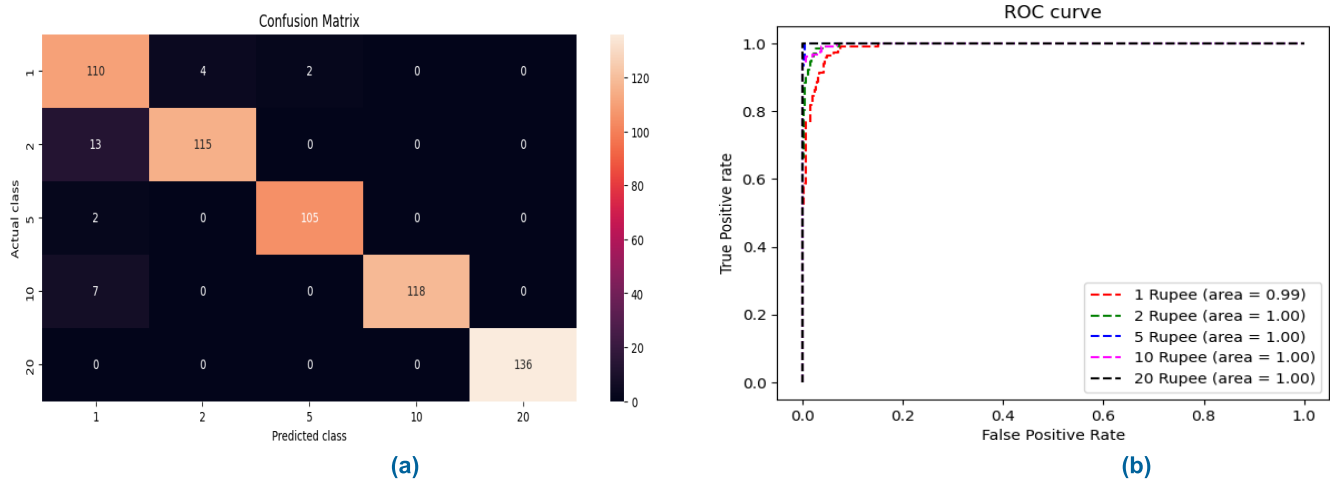 Confusion Matrix
Actual class
1 110 4 2 0 0
2 13 115 0 0 0
5 2 0 105 0 0
10 7 0 0 118 0
20 0 0 0 0 136
1 2 5 10 20
Predicted class
120
100
80
60
40
20
0
(a)
ROC curve
True Positive rate
1.0
0.8
0.6
0.4
0.2
0.0
1 Rupee (area = 0.99)
2 Rupee (area = 1.00)
5 Rupee (area = 1.00)
10 Rupee (area = 1.00)
20 Rupee (area = 1.00)
0.0 0.2 0.4 0.6 0.8 1.0
False Positive Rate
(b)